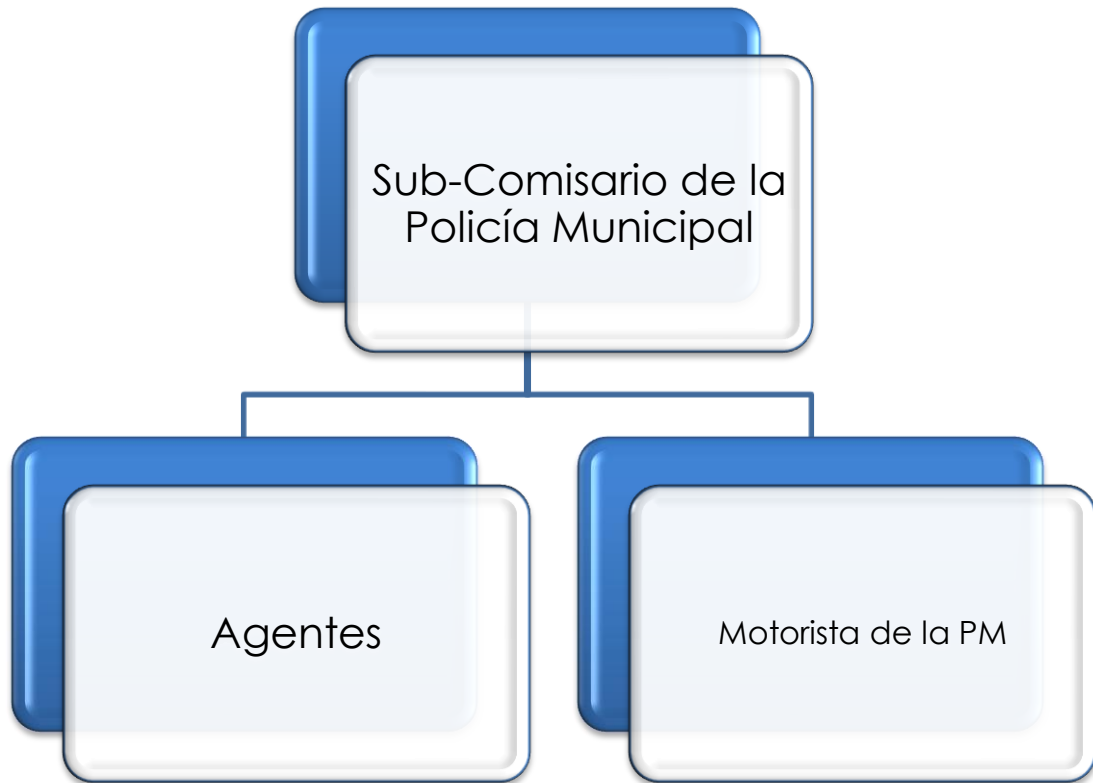 Sub-Comisario de la
Policía Municipal
Agentes
Motorista de la PM